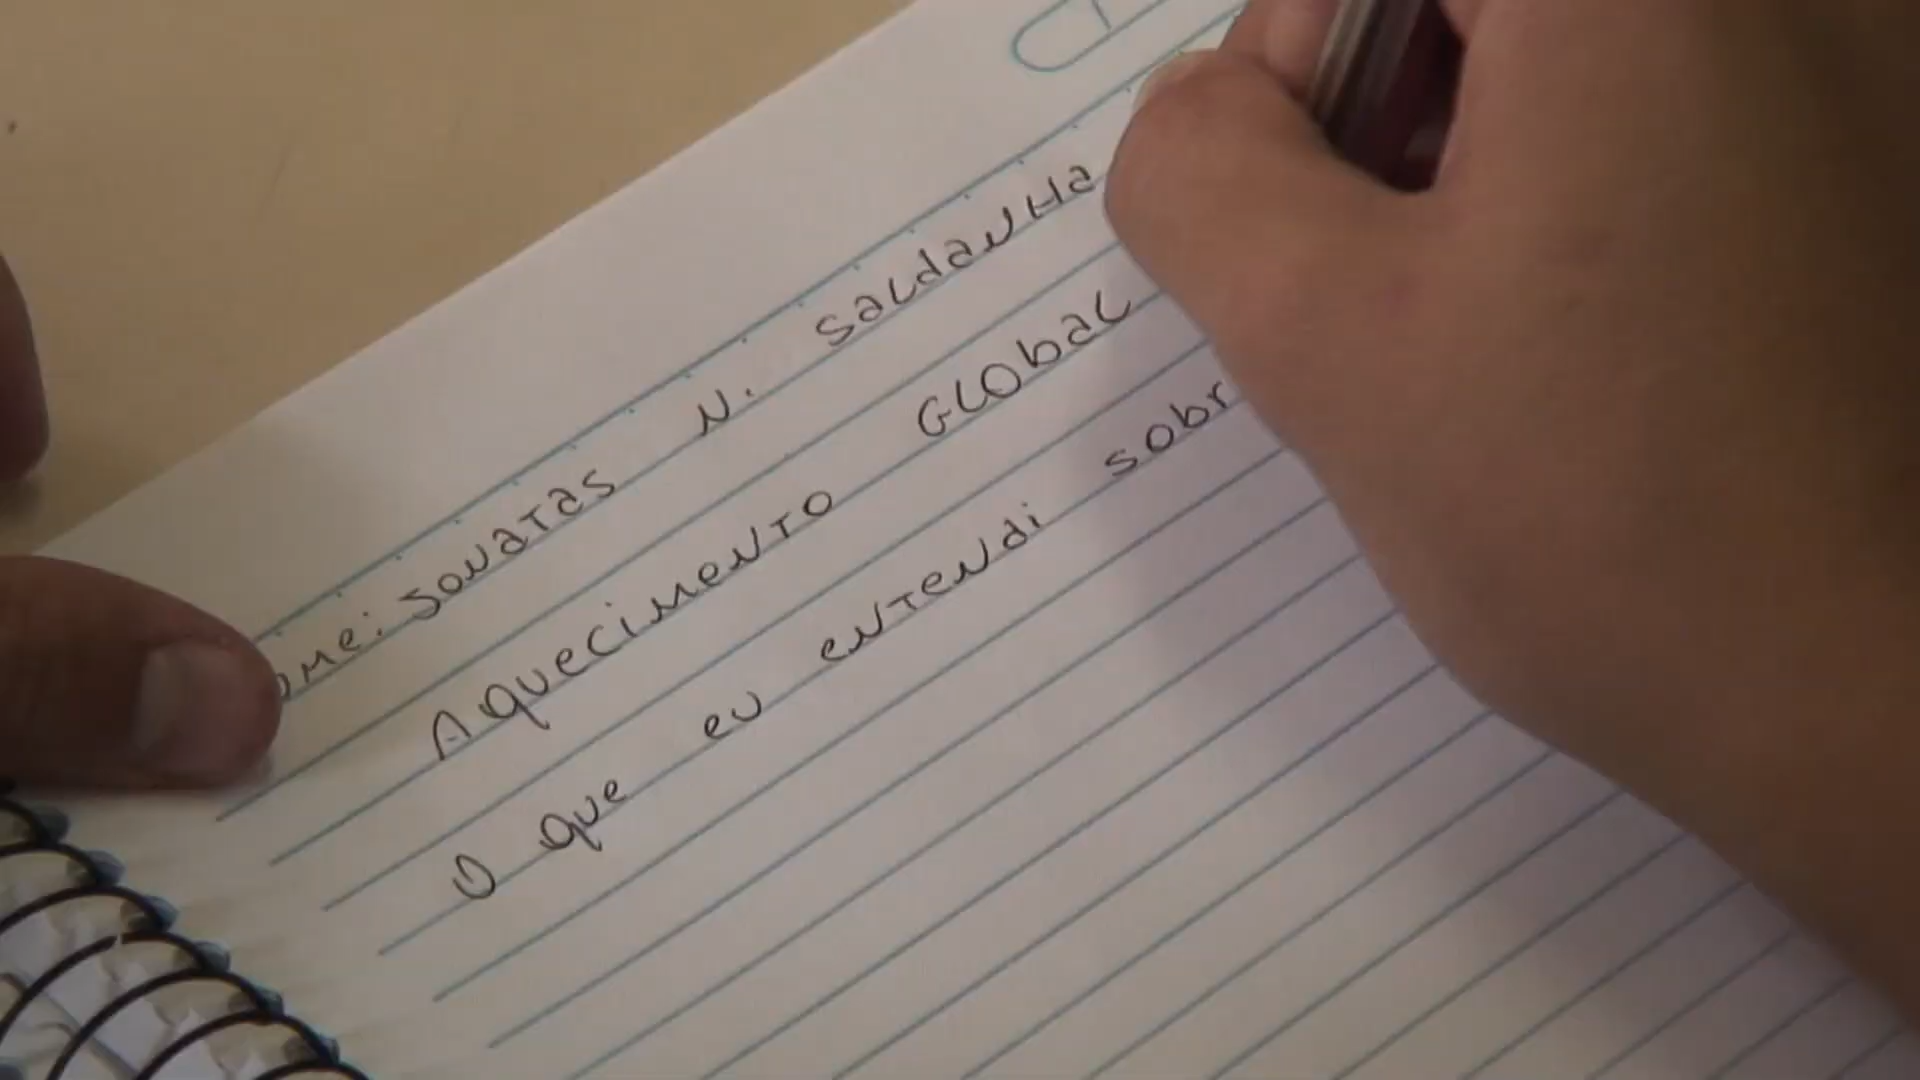 ome: Jonatas N. SaldanHa
Aquecimento GLObal
O que eu entendi sobr